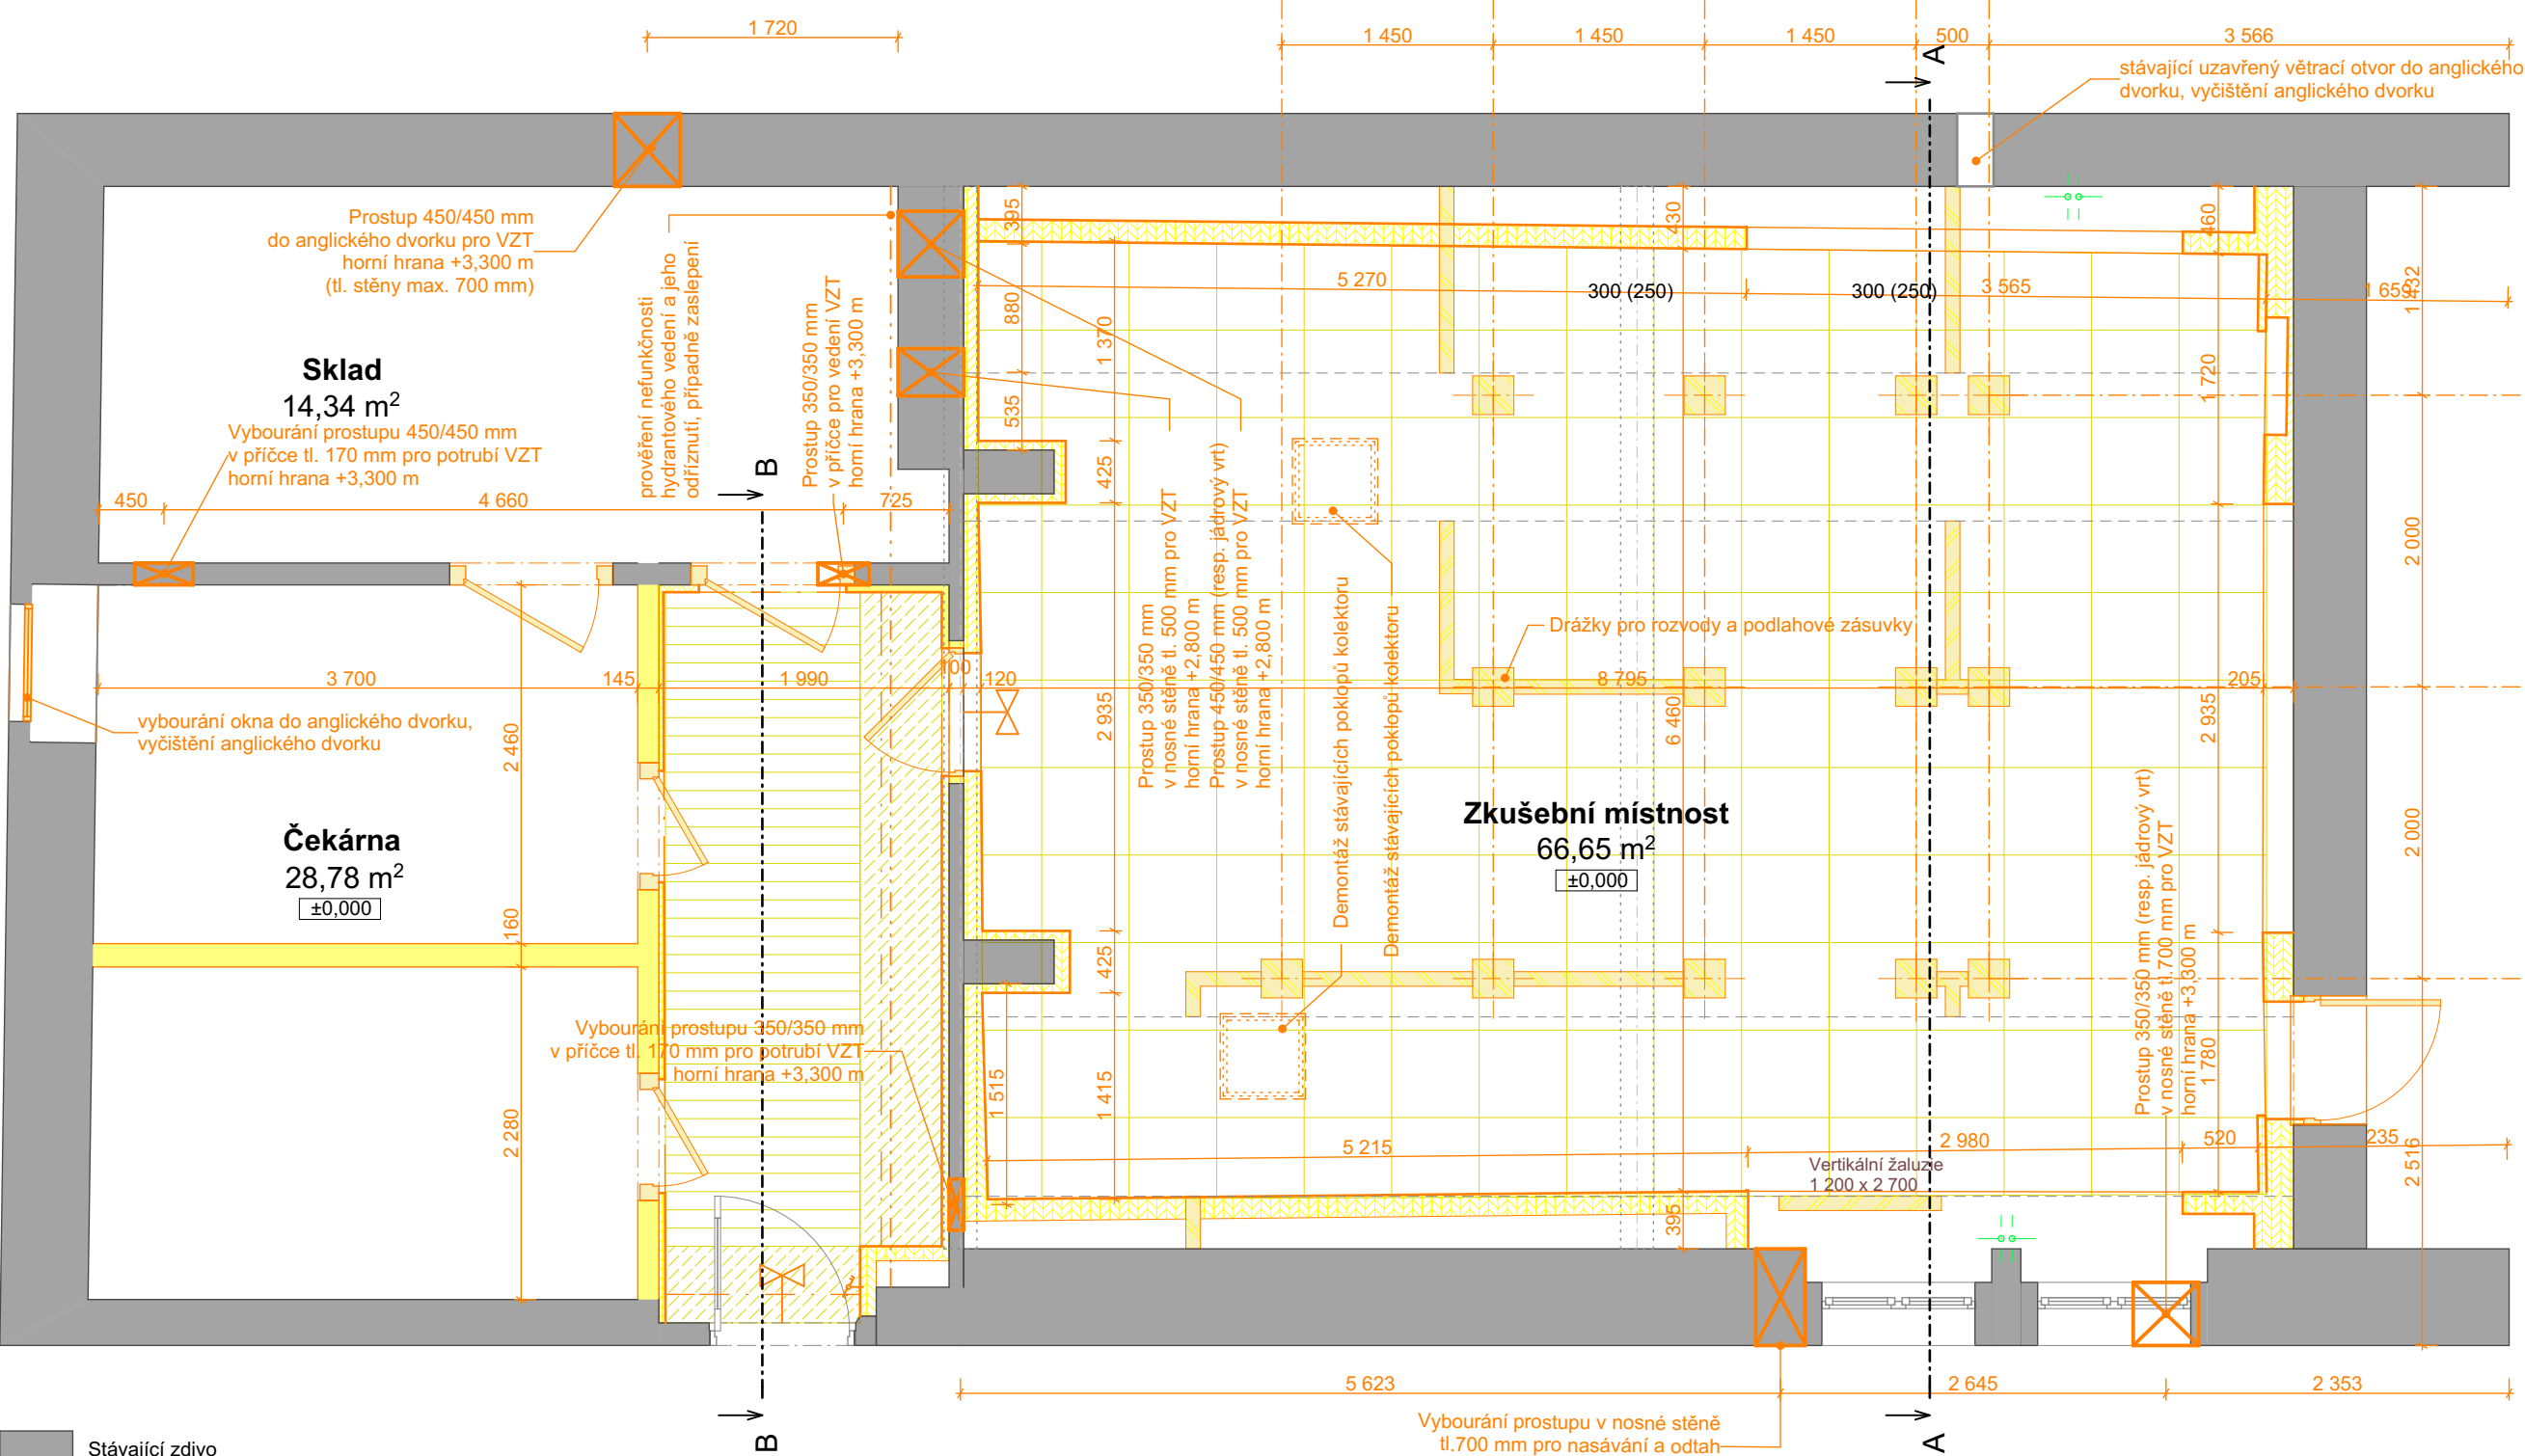 1 720
1 450
1 450
1 450
500
3 566
A
stávající uzavřený větrací otvor do anglického
dvorku, vyčištění anglického dvorku
Prostup 450/450 mm
do anglického dvorku pro VZT
horní hrana +3,300 m
(tl. stěny max. 700 mm)
prověření nefunkčnosti
hydrantového vedení a jeho
odříznutí, případně zaslepení
Prostup 350/350 mm
v příčce pro vedení VZT
horní hrana +3,300 m
395
430
460
5 270
300 (250)
300 (250)
3 565
1 659
1 432
880
1 370
1 720
Sklad
14,34 m²
Vybourání prostupu 450/450 mm
v příčce tl. 170 mm pro potrubí VZT
horní hrana +3,300 m
535
425
B
450
4 660
725
2 000
Prostup 350/350 mm
v nosné stěně tl. 500 mm pro VZT
horní hrana +2,800 m
Prostup 450/450 mm (resp. jádrový vrt)
v nosné stěně tl. 500 mm pro VZT
horní hrana +2,800 m
Demontáž stávajících poklopů kolektoru
Demontáž stávajících poklopů kolektoru
Drážky pro rozvody a podlahové zásuvky
3 700
145
1 990
100
120
8 795
205
vybourání okna do anglického dvorku,
vyčištění anglického dvorku
2 460
2 935
6 460
2 935
Čekárna
28,78 m²
±0,000
Zkušební místnost
66,65 m²
±0,000
2 000
160
425
Prostup 350/350 mm (resp. jádrový vrt)
v nosné stěně tl.700 mm pro VZT
horní hrana +3,300 m
Vybourání prostupu 350/350 mm
v příčce tl. 170 mm pro potrubí VZT
horní hrana +3,300 m
1 515
1 415
1 780
2 280
5 215
2 980
520
235
2 516
Vertikální žaluzie
1 200 x 2 700
395
5 623
2 645
2 353
Vybourání prostupu v nosné stěně
tl.700 mm pro nasávání a odtah
B
A
Stávající zdivo